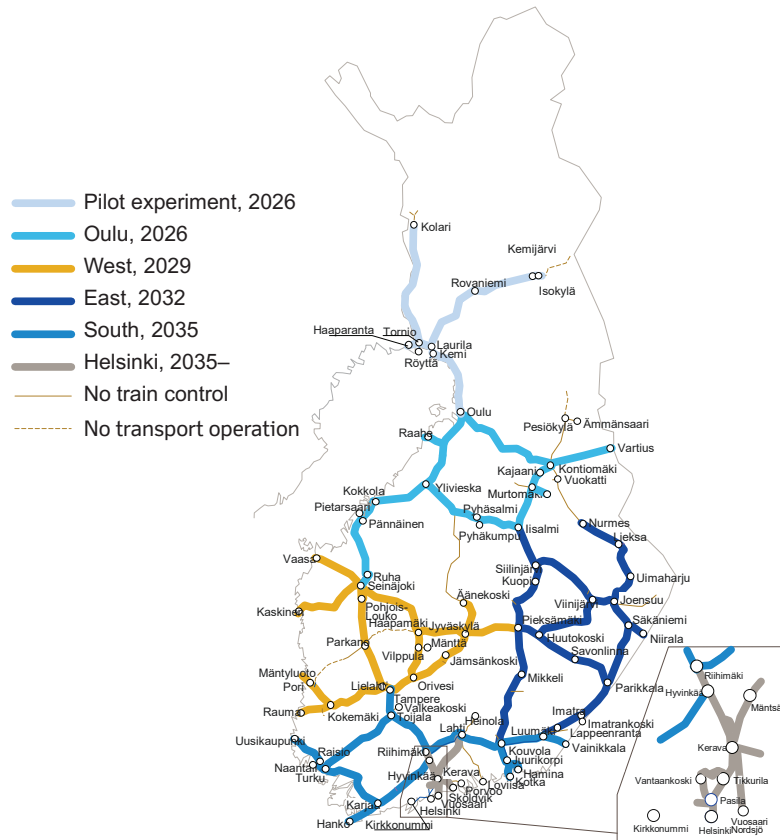 Pilot experiment, 2026
Oulu, 2026
West, 2029
East, 2032
South, 2035
Helsinki, 2035–
No train control
No transport operation
Kolari
Kemijärvi
Rovaniemi
Isokylä
Haaparanta
Tornio
Laurila
Kemi
Röyttä
Oulu
Raahe
Pesiökylä
Ämmänsaari
Vartius
Kajaani
Kontiomäki
Vuokatti
Ylivieska
Murtomäki
Kokkola
Pietarsaari
Pännäinen
Pyhäsalmi
Pyhäkumpu
Iisalmi
Nurmes
Lieksa
Vaasa
Ruha
Seinäjoki
Siilinjärvi
Kuopio
Uimaharju
Kaskinen
Pohjois-
Louko
Äänekoski
Viinijärvi
Joensuu
Haapamäki
Jyväskylä
Pieksämäki
Säkäniemi
Niirala
Parkano
Vilppula
Mänttä
Huutokoski
Savonlinna
Jämsänkoski
Mäntyluoto
Pori
Lielahti
Orivesi
Mikkeli
Parikkala
Tampere
Valkeakoski
Rauma
Kokemäki
Toijala
Heinola
Imatra
Imatrankoski
Lahti
Luumäki
Lappeenranta
Uusikaupunki
Raisio
Riihimäki
Kouvola
Vainikkala
Naantali
Turku
Juurikorpi
Hyvinkää
Kerava
Hamina
Kotka
Loviisa
Porvoo
Sköldvik
Vuosaari
Karjaa
Helsinki
Hanko
Kirkkonummi
Riihimäki
Hyvinkää
Mäntsä
Kerava
Vantaankoski
Tikkurila
Pasila
Kirkkonummi
Helsinki
Vuosaari
Nordsjö